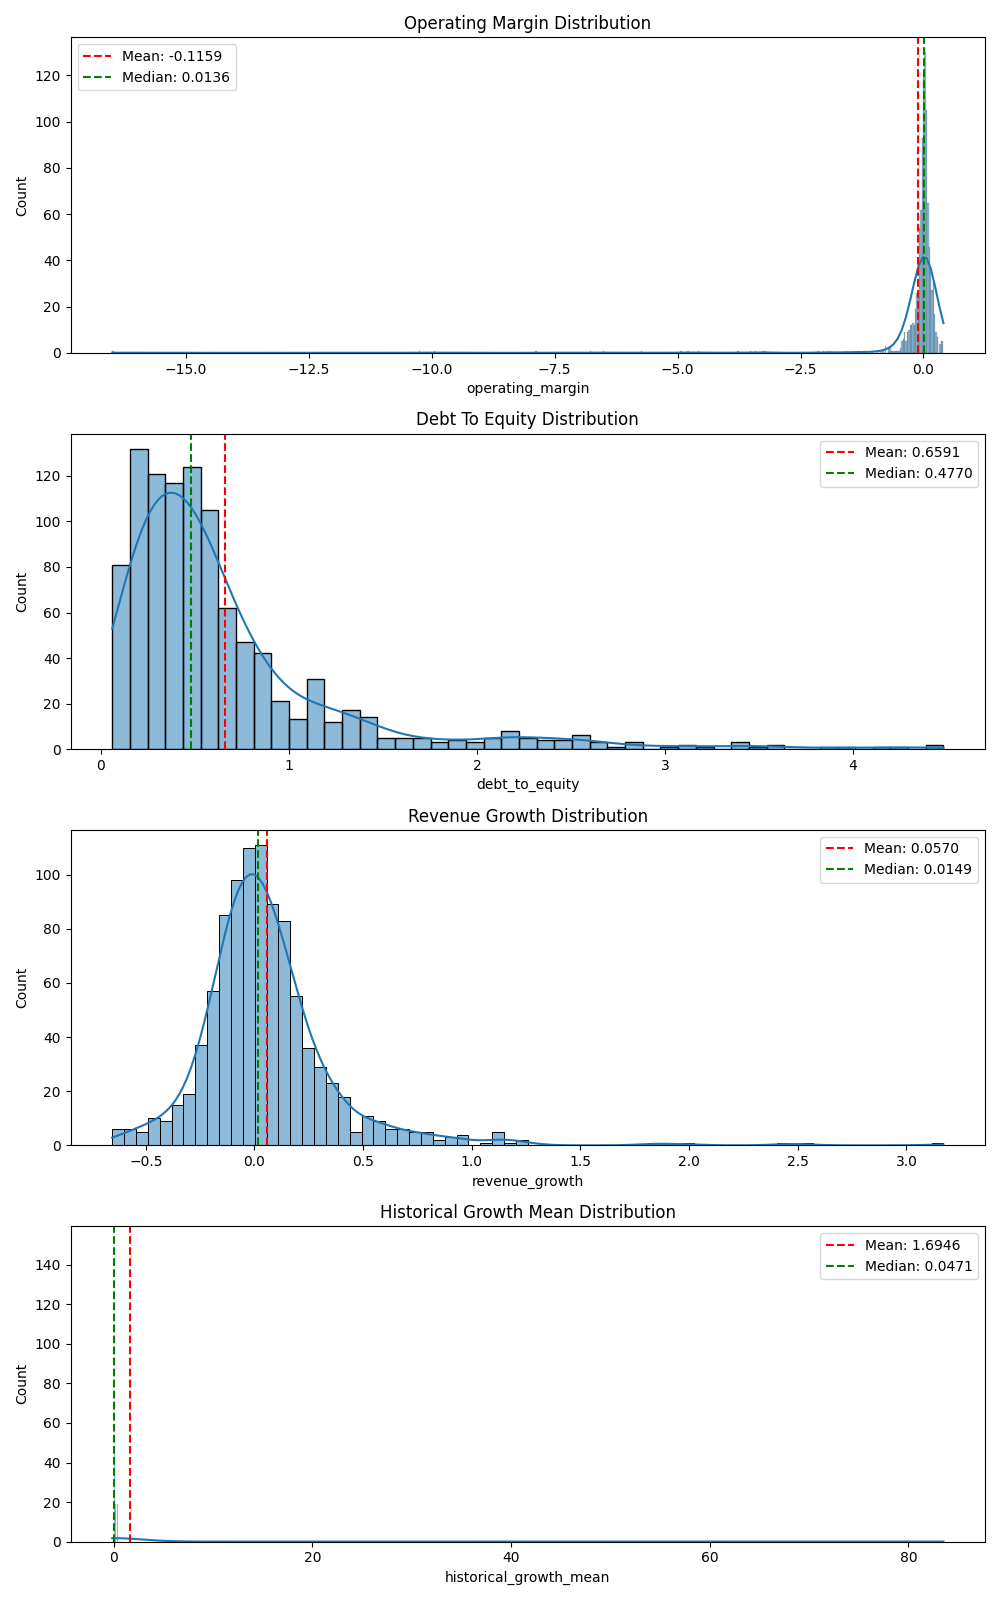 Operating Margin Distribution
Mean: -0.1159
Median: 0.0136
120
100
80
60
40
20
0
Count
−15.0 −12.5 −10.0 −7.5 −5.0 −2.5 0.0
operating_margin
Debt To Equity Distribution
Mean: 0.6591
Median: 0.4770
120
100
80
60
40
20
0
Count
0 1 2 3 4
debt_to_equity
Revenue Growth Distribution
Mean: 0.0570
Median: 0.0149
100
80
60
40
20
0
Count
−0.5 0.0 0.5 1.0 1.5 2.0 2.5 3.0
revenue_growth
Historical Growth Mean Distribution
Mean: 1.6946
Median: 0.0471
140
120
100
80
60
40
20
0
Count
0 20 40 60 80
historical_growth_mean